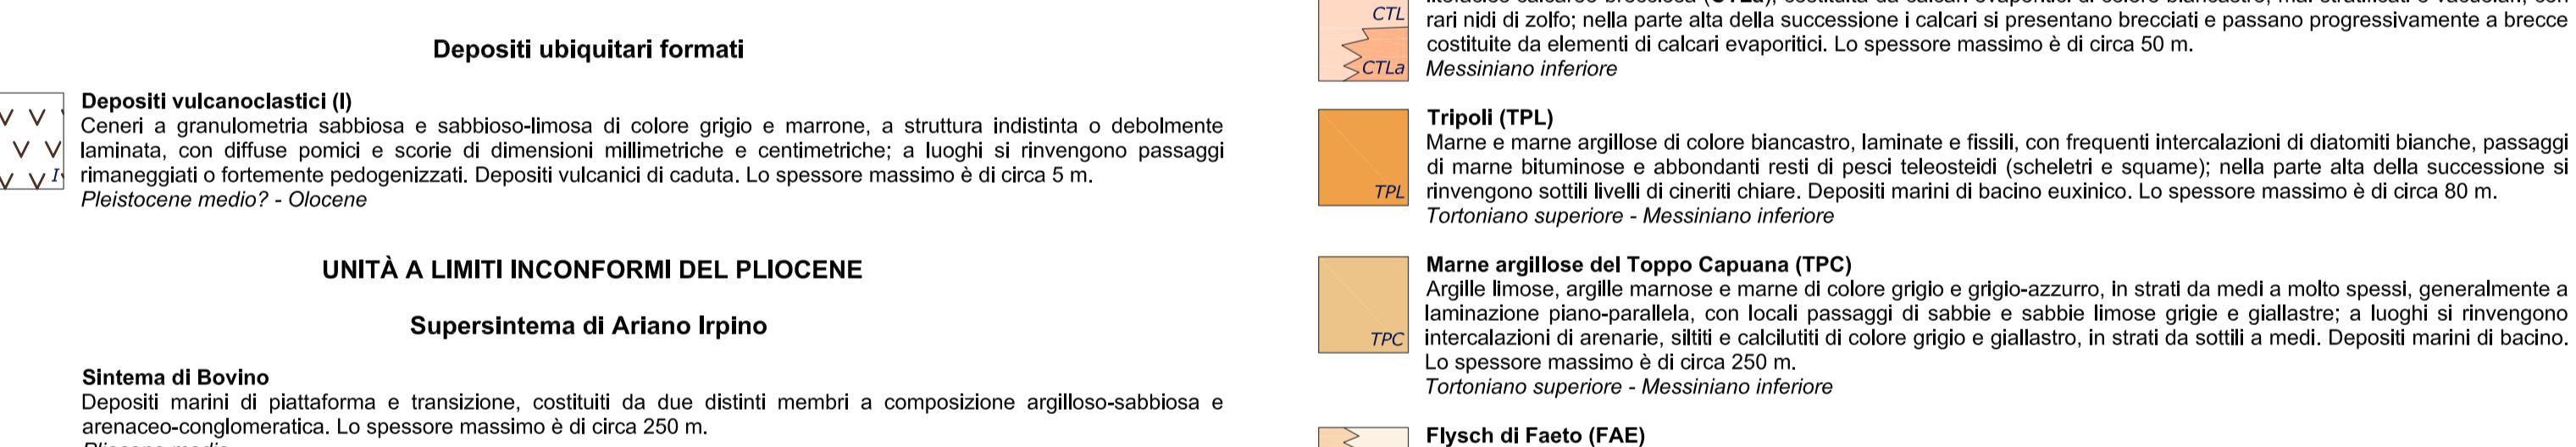 Depositi ubiquitari formati
Depositi vulcanoclastici (I)
Ceneri a granulometria sabbiosa e sabbioso-limosa di colore grigio e marrone, a struttura indistinta o debolmente
laminata, con diffuse pomici e scorie di dimensioni millimetriche e centimetriche; a luoghi si rinvengono passaggi
I rimaneggiati o fortemente pedogenizzati. Depositi vulcanici di caduta. Lo spessore massimo è di circa 5 m.
Pleistocene medio? - Olocene
UNITÀ A LIMITI INCONFORMI DEL PLIOCENE
Supersintema di Ariano Irpino
Sintema di Bovino
Depositi marini di piattaforma e transizione, costituiti da due distinti membri a composizione argilloso-sabbiosa e
arenaceo-conglomeratica. Lo spessore massimo è di circa 250 m.
CTL
rari nidi di zolfo; nella parte alta della successione i calcari si presentano brecciati e passano progressivamente a brecce
costituite da elementi di calcari evaporitici. Lo spessore massimo è di circa 50 m.
CTLa Messiniano inferiore
Tripoli (TPL)
Marne e marne argillose di colore biancastro, laminate e fissili, con frequenti intercalazioni di diatomiti bianche, passaggi
di marne bituminose e abbondanti resti di pesci teleosteidi (scheletri e squame); nella parte alta della successione si
TPL rinvengono sottili livelli di cineriti chiare. Depositi marini di bacino euxinico. Lo spessore massimo è di circa 80 m.
Tortoniano superiore - Messiniano inferiore
Marne argillose del Toppo Capuana (TPC)
Argille limose, argille marnose e marne di colore grigio e grigio-azzurro, in strati da medi a molto spessi, generalmente a
laminazione piano-parallela, con locali passaggi di sabbie e sabbie limose grigie e giallastre; a luoghi si rinvengono
TPC intercalazioni di arenarie, siltiti e calcilutiti di colore grigio e giallastro, in strati da sottili a medi. Depositi marini di bacino.
Lo spessore massimo è di circa 250 m.
Tortoniano superiore - Messiniano inferiore
Flysch di Faeto (FAE)